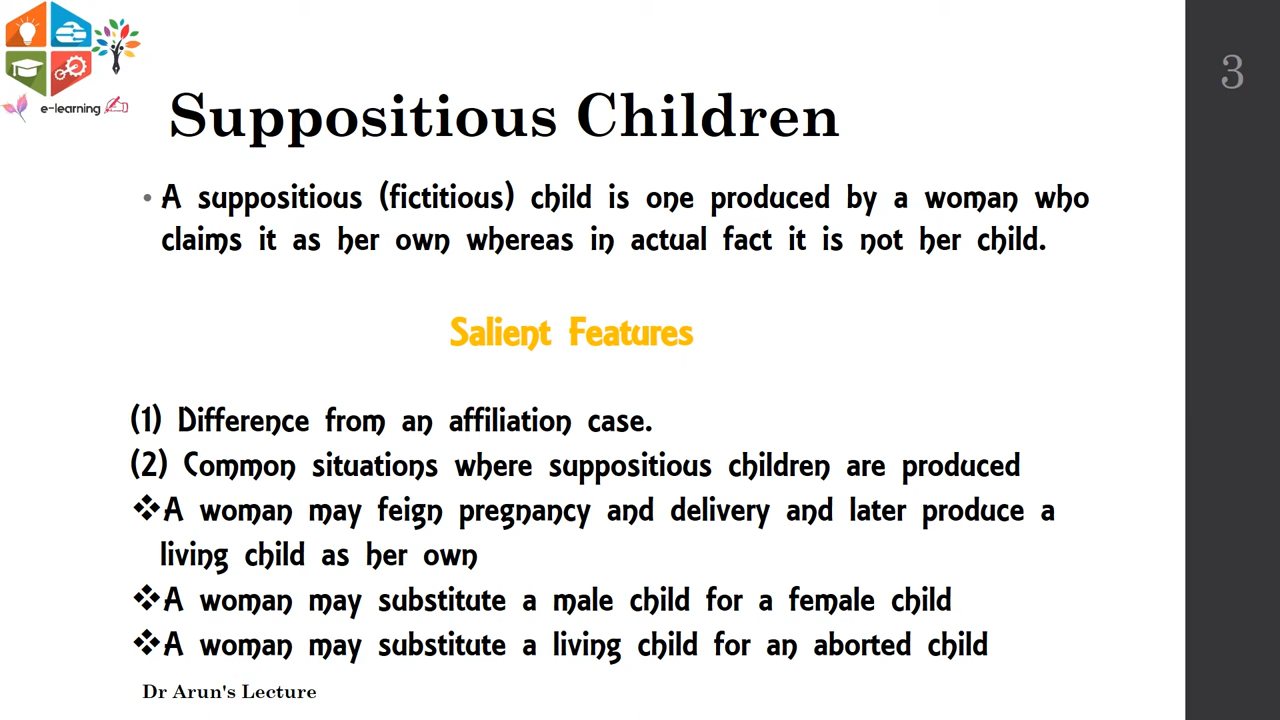 e-learning
3
Suppositious Children
• A suppositious (fictitious) child is one produced by a woman who
claims it as her own whereas in actual fact it is not her child.
Salient Features
(1) Difference from an affiliation case.
(2) Common situations where suppositious children are produced
❖A woman may feign pregnancy and delivery and later produce a
living child as her own
❖A woman may substitute a male child for a female child
❖A woman may substitute a living child for an aborted child
Dr Arun's Lecture